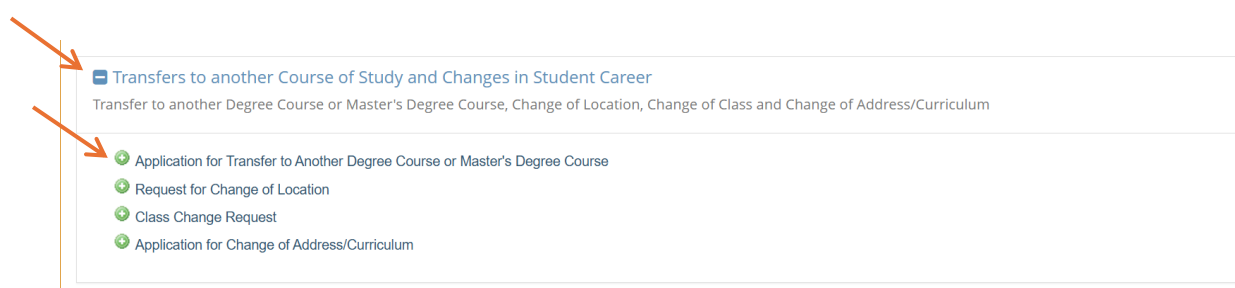 Transfers to another Course of Study and Changes in Student Career
Transfer to another Degree Course or Master's Degree Course, Change of Location, Change of Class and Change of Address/Curriculum
Application for Transfer to Another Degree Course or Master's Degree Course
Request for Change of Location
Class Change Request
Application for Change of Address/Curriculum